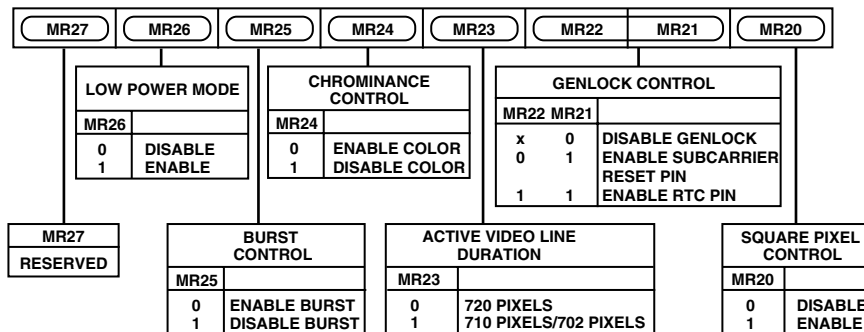 MR27 MR26 MR25 MR24 MR23 MR22 MR21 MR20
LOW POWER MODE
MR26
0 DISABLE
1 ENABLE
CHROMINANCE
CONTROL
MR24
0 ENABLE COLOR
1 DISABLE COLOR
GENLOCK CONTROL
MR22 MR21
x 0 DISABLE GENLOCK
0 1 ENABLE SUBCARRIER
RESET PIN
1 1 ENABLE RTC PIN
MR27
RESERVED
BURST
CONTROL
MR25
0 ENABLE BURST
1 DISABLE BURST
ACTIVE VIDEO LINE
DURATION
MR23
0 720 PIXELS
1 710 PIXELS/702 PIXELS
SQUARE PIXEL
CONTROL
MR20
0 DISABLE
1 ENABLE